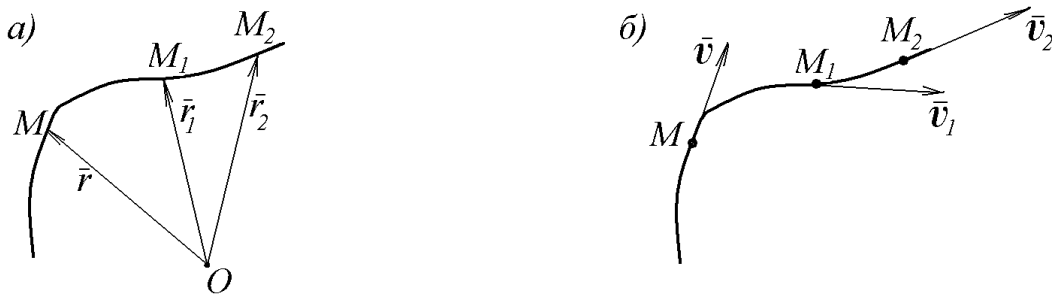 а)
M
M₁
M₂
r̄
r̄₁
r̄₂
O
б)
v̄
M
M₁
M₂
v̄₁
v̄₂